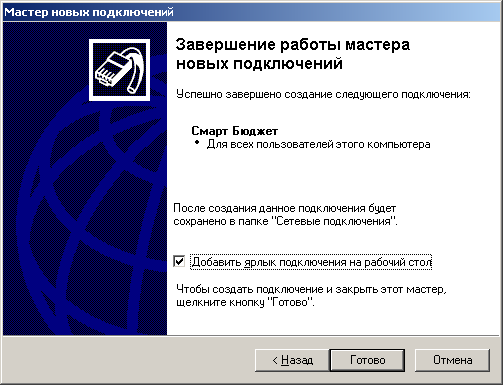 Мастер новых подключений
Завершение работы мастера
новых подключений
Успешно завершено создание следующего подключения:
Смарт Бюджет
• Для всех пользователей этого компьютера
После создания данное подключения будет
сохранено в папке "Сетевые подключения".
Добавить ярлык подключения на рабочий стол
Чтобы создать подключение и закрыть этот мастер,
щелкните кнопку "Готово".
< Назад
Готово
Отмена